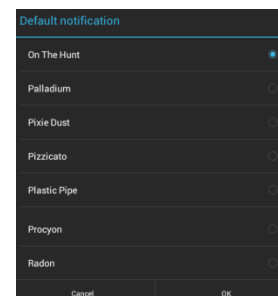 Default notification
On The Hunt
Palladium
Pixie Dust
Pizzicato
Plastic Pipe
Procyon
Radon
Cancel OK